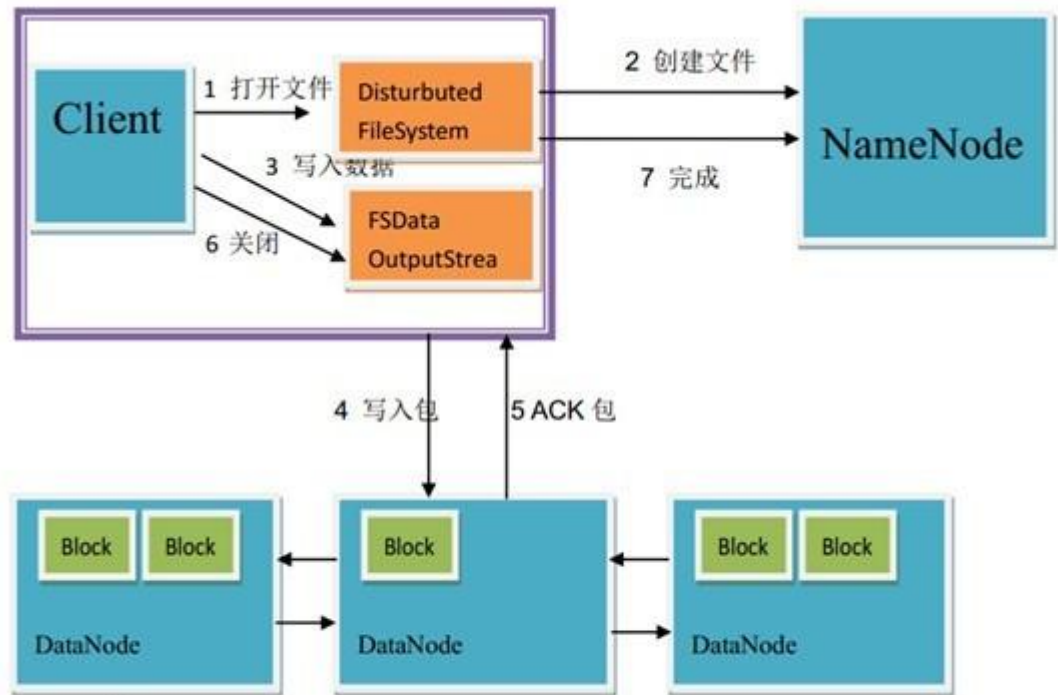 Client
1 打开文件
Disturbuted
FileSystem
2 创建文件
NameNode
3 写入数据
7 完成
6 关闭
FSData
OutputStrea
4 写入包
5 ACK 包
Block
Block
Block
Block
Block
DataNode
DataNode
DataNode